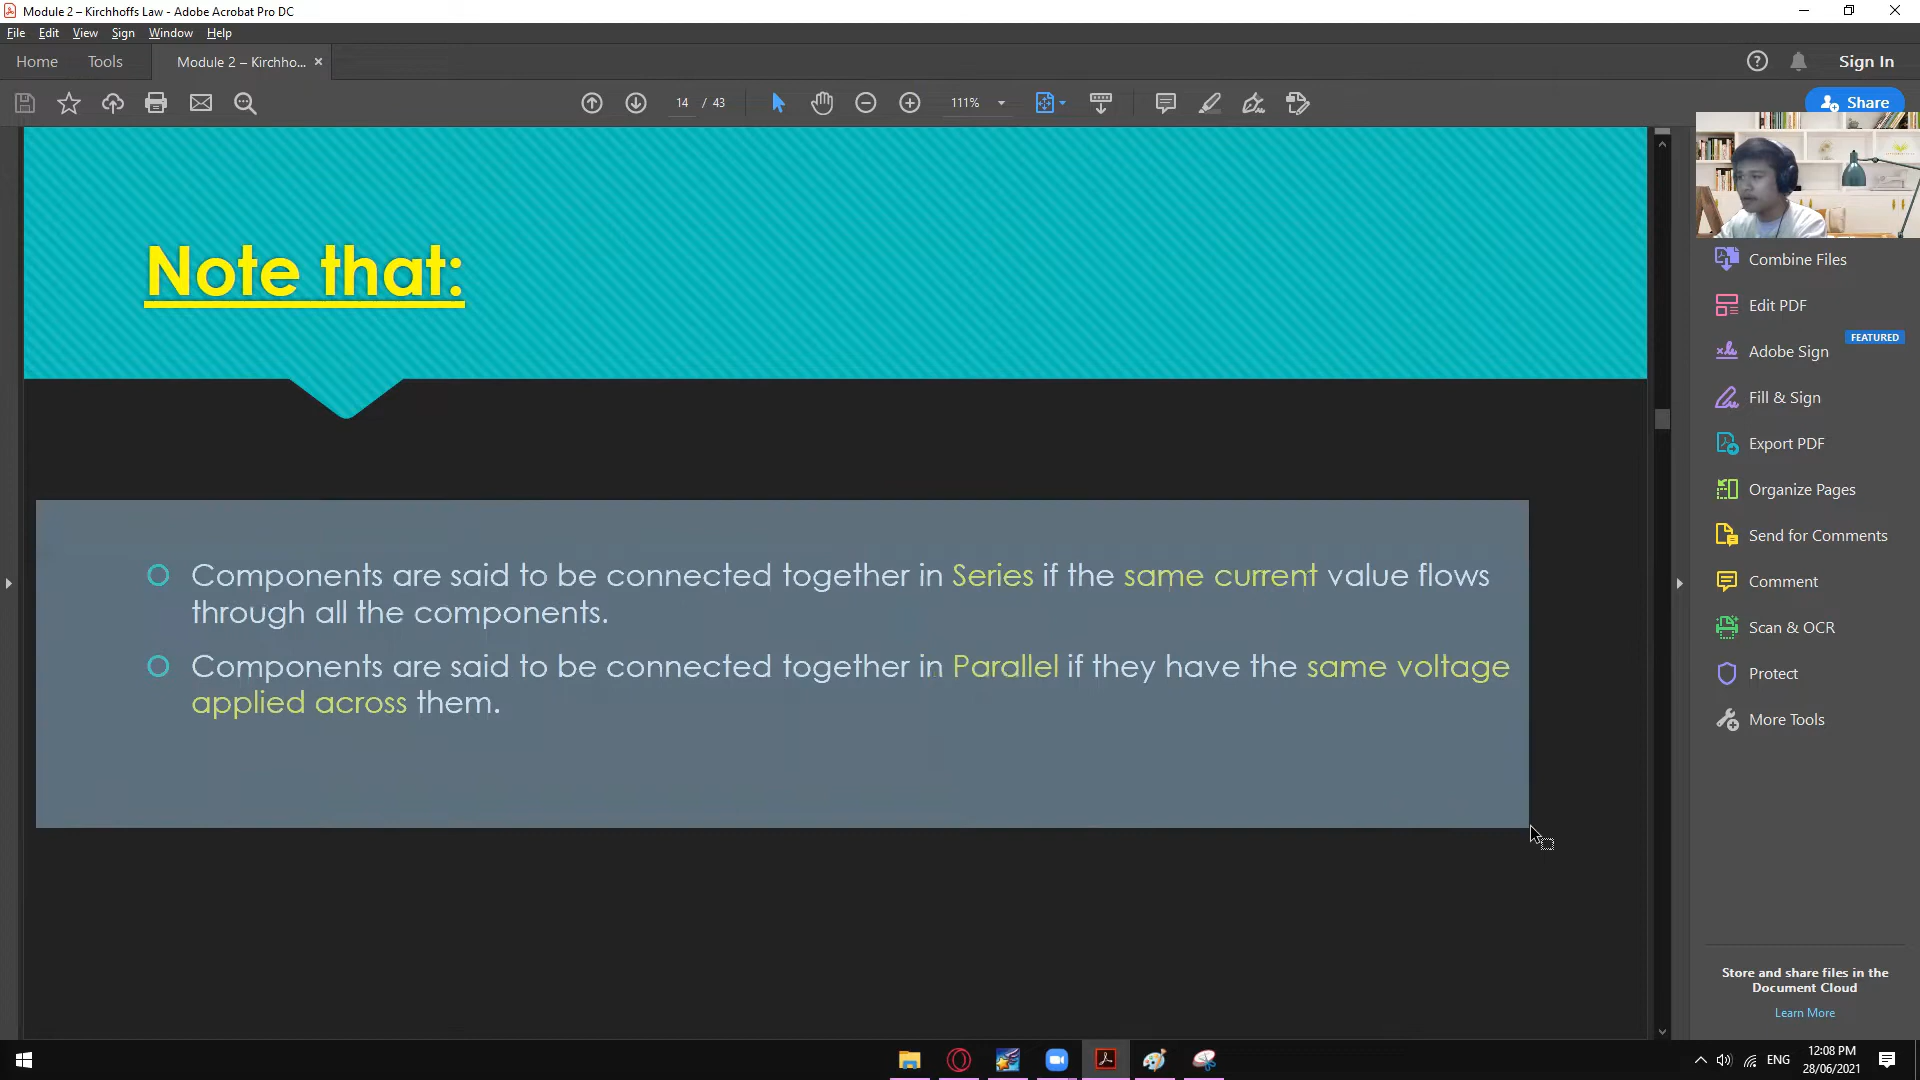 Module 2 – Kirchhoffs Law - Adobe Acrobat Pro DC
File Edit View Sign Window Help
Home Tools Module 2 – Kirchho... × Sign In
14 / 43 111% Share
Note that:
Components are said to be connected together in Series if the same current value flows
through all the components.
Components are said to be connected together in Parallel if they have the same voltage
applied across them.
Combine Files
Edit PDF
FEATURED
Adobe Sign
Fill & Sign
Export PDF
Organize Pages
Send for Comments
Comment
Scan & OCR
Protect
More Tools
Store and share files in the
Document Cloud
Learn More
ENG 12:08 PM
28/06/2021